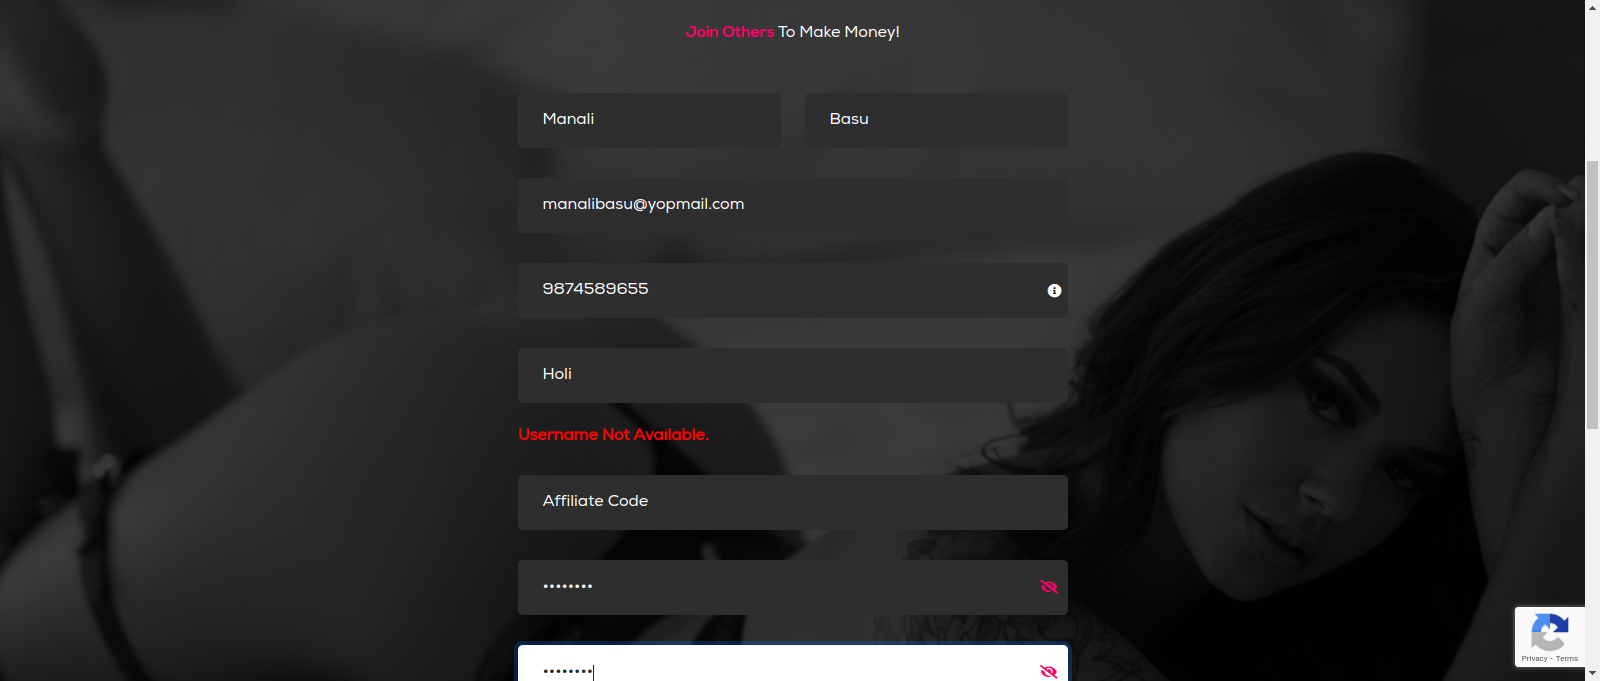 Join Others To Make Money!
Manali
Basu
manalibasu@yopmail.com
9874589655
Holi
Username Not Available.
Affiliate Code
••••••••
••••••••
Privacy - Terms